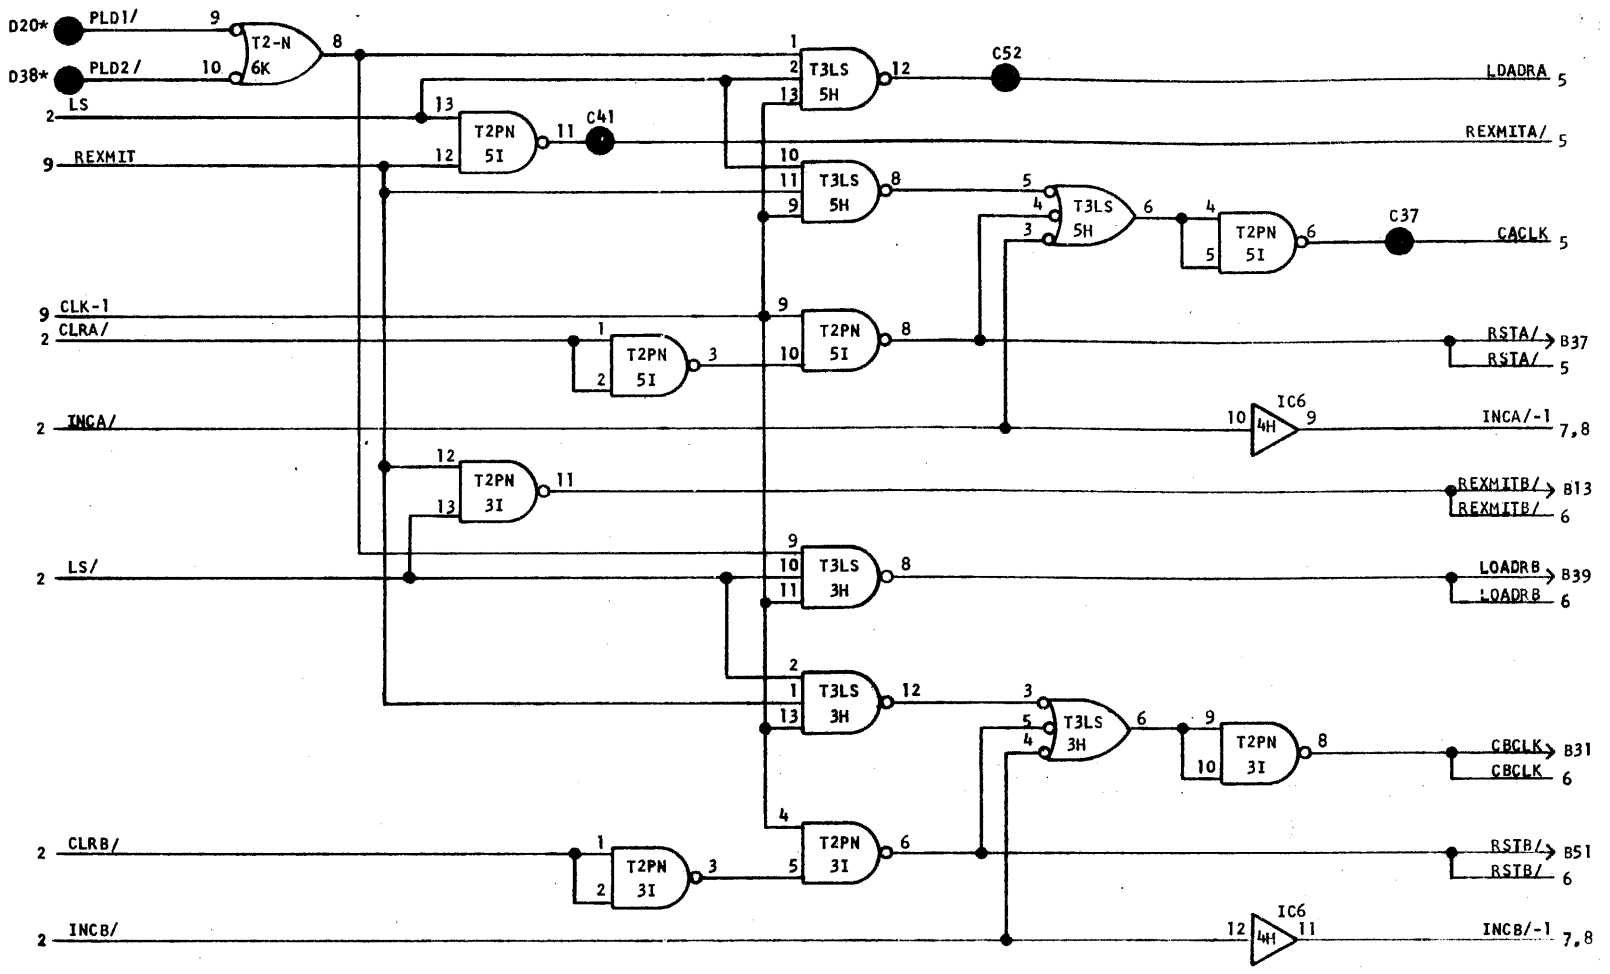 D20* PLD1/ 9
T2-N 8
D38* PLD2/ 10 6K
1
2 T3LS 12 C52 LDADRA 5
13 5H
2 LS 13
T2PN 11 C41 REXMITA/ 5
9 REXMIT 12 5I
10
11 T3LS 8
9 5H
5
4 T3LS 6
3 5H
4 T2PN 6 C37 CACLK 5
5 5I
9 CLK-1 9
T2PN 8 RSTA/ B37
10 5I RSTA/ 5
2 CLRA/ 1
T2PN 3
2 5I
2 INCA/ 10 IC6 4H 9 INCA/-1 7,8
12
T2PN 11 REXMITB/ B13
13 3I REXMITB/ 6
9
2 LS/ 10 T3LS 8 LOADRB B39
11 3H LOADRB 6
2
1 T3LS 12
13 3H
3
5 T3LS 6
4 3H
9 T2PN 8 CBCLK B31
10 3I CBCLK 6
4
T2PN 6 RSTB/ B51
5 3I RSTB/ 6
2 CLRB/ 1
T2PN 3
2 3I
2 INCB/ 12 IC6 4H 11 INCB/-1 7,8